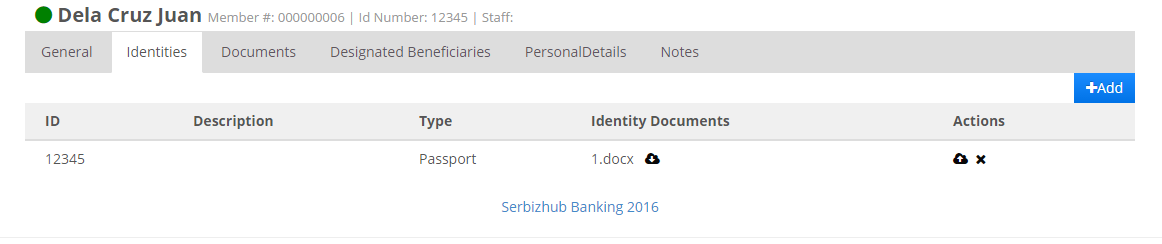 Dela Cruz Juan Member #: 000000006 | Id Number: 12345 | Staff:
General Identities Documents Designated Beneficiaries PersonalDetails Notes
+Add
ID Description Type Identity Documents Actions
12345 Passport 1.docx
Serbizhub Banking 2016